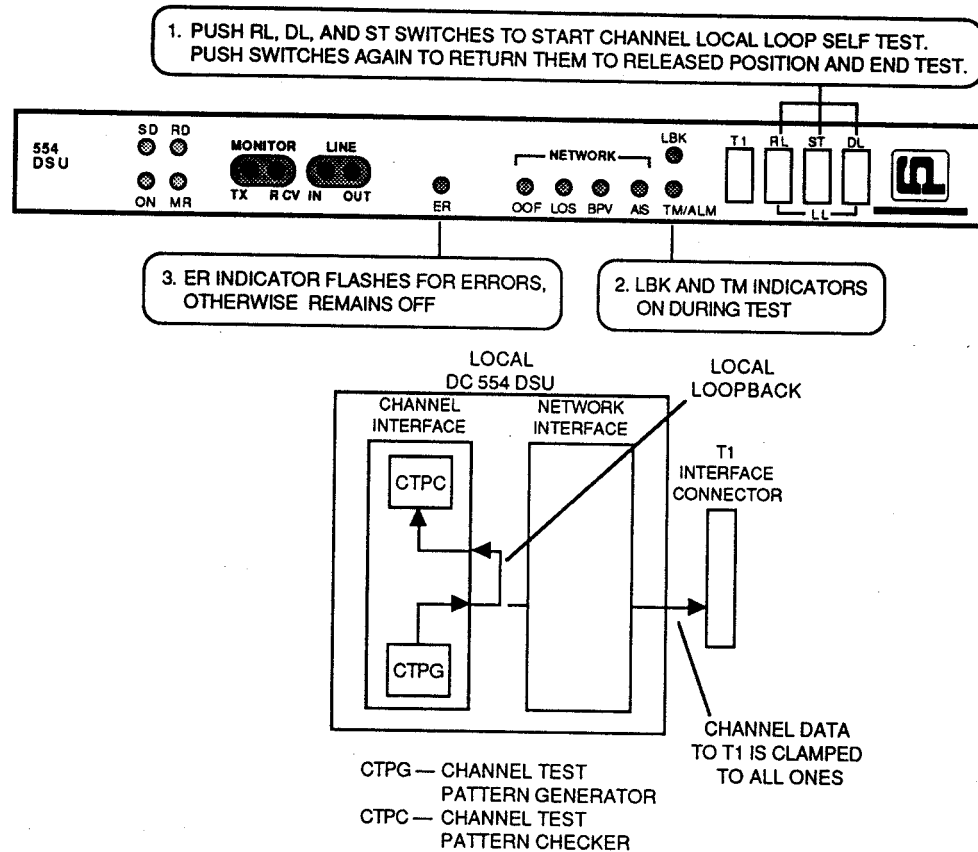 1. PUSH RL, DL, AND ST SWITCHES TO START CHANNEL LOCAL LOOP SELF TEST.
PUSH SWITCHES AGAIN TO RETURN THEM TO RELEASED POSITION AND END TEST.
554
DSU
SD RD
ON MR
MONITOR
TX RCV
LINE
IN OUT
ER
NETWORK
OOF LOS BPV AIS
LBK
TM/ALM
T1 RL ST DL
LL
3. ER INDICATOR FLASHES FOR ERRORS,
OTHERWISE REMAINS OFF
2. LBK AND TM INDICATORS
ON DURING TEST
LOCAL
DC 554 DSU
CHANNEL
INTERFACE
NETWORK
INTERFACE
LOCAL
LOOPBACK
T1
INTERFACE
CONNECTOR
CTPC
CTPG
CHANNEL DATA
TO T1 IS CLAMPED
TO ALL ONES
CTPG — CHANNEL TEST
PATTERN GENERATOR
CTPC — CHANNEL TEST
PATTERN CHECKER